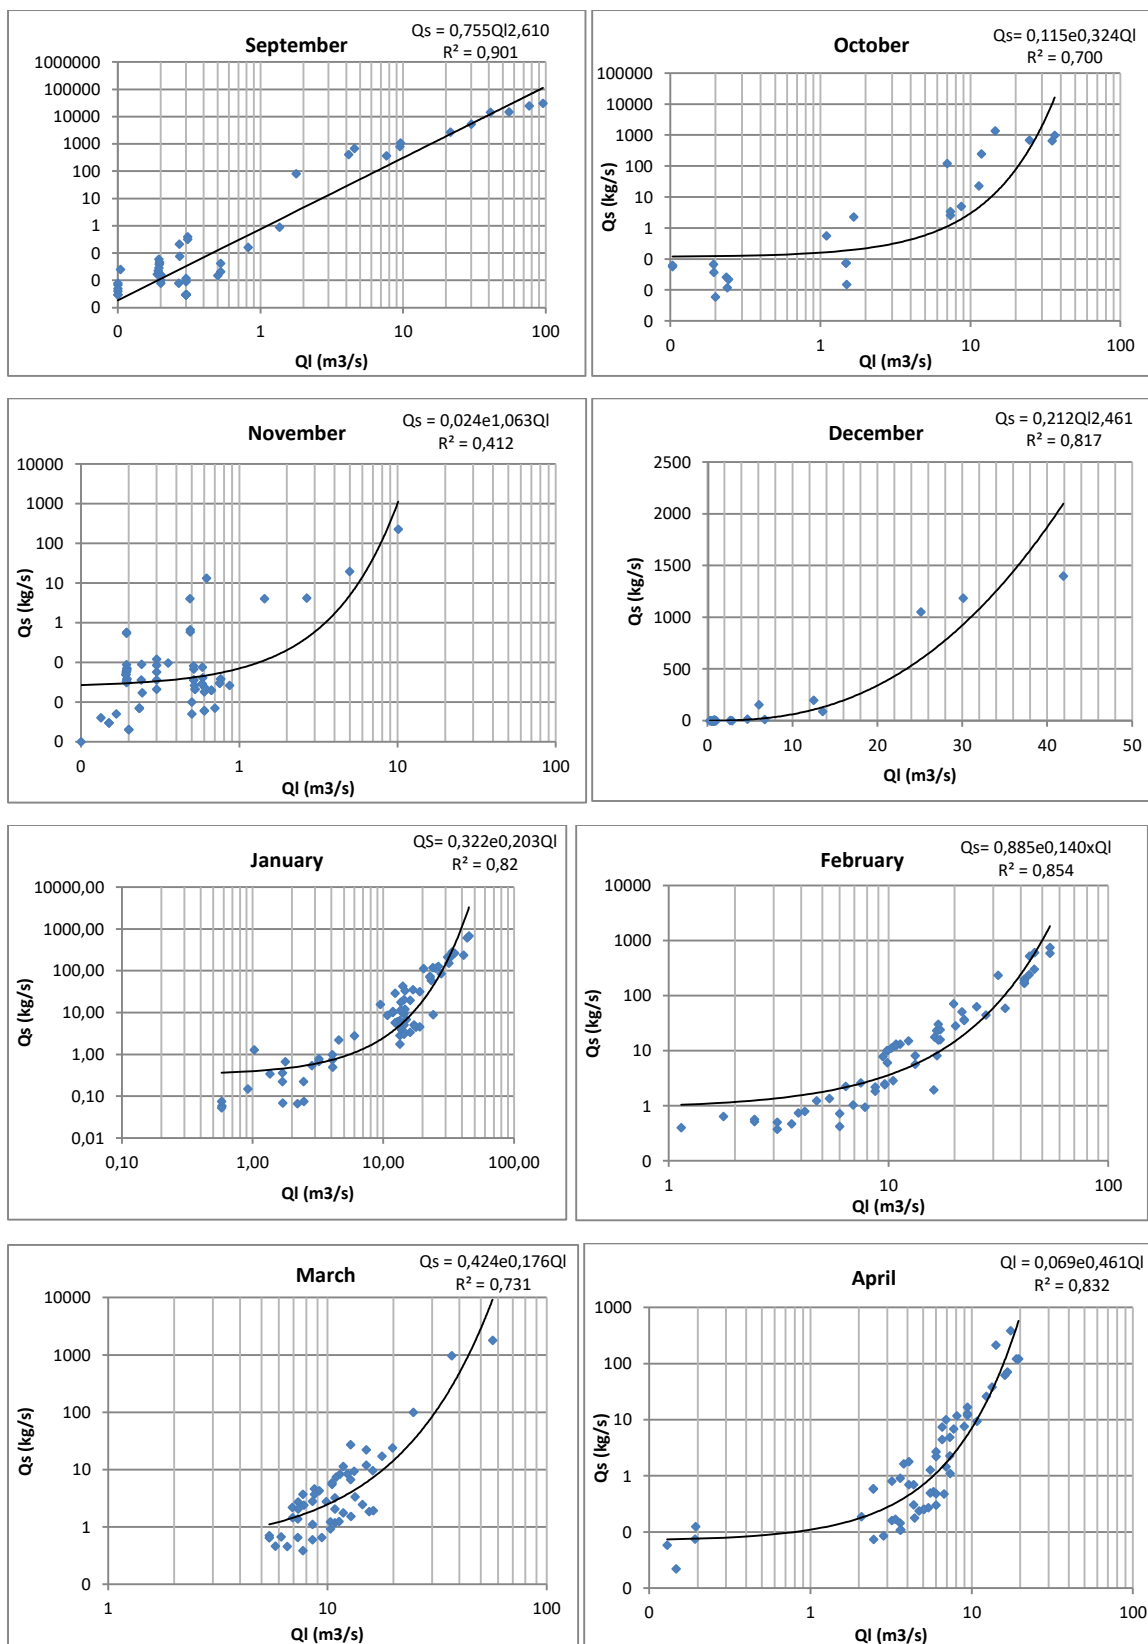 September
Qs = 0,755Ql2,610
R² = 0,901
1000000
100000
10000
1000
100
10
1
0
0
0
0 1 10 100
Ql (m3/s)
October
Qs= 0,115e0,324Ql
R² = 0,700
Qs (kg/s)
100000
10000
1000
100
10
1
0
0
0
0 1 10 100
Ql (m3/s)
November
Qs = 0,024e1,063Ql
R² = 0,412
Qs (kg/s)
10000
1000
100
10
1
0
0
0
0 1 10 100
Ql (m3/s)
December
Qs = 0,212Ql2,461
R² = 0,817
Qs (kg/s)
2500
2000
1500
1000
500
0
0 10 20 30 40 50
Ql (m3/s)
January
QS= 0,322e0,203Ql
R² = 0,82
Qs (kg/s)
10000,00
1000,00
100,00
10,00
1,00
0,10
0,01
0,10 1,00 10,00 100,00
Ql (m3/s)
February
Qs= 0,885e0,140xQl
R² = 0,854
Qs (kg/s)
10000
1000
100
10
1
0
1 10 100
Ql (m3/s)
March
Qs = 0,424e0,176Ql
R² = 0,731
Qs (kg/s)
10000
1000
100
10
1
0
1 10 100
Ql (m3/s)
April
Ql = 0,069e0,461Ql
R² = 0,832
Qs (kg/s)
1000
100
10
1
0
0
0 1 10 100
Ql (m3/s)